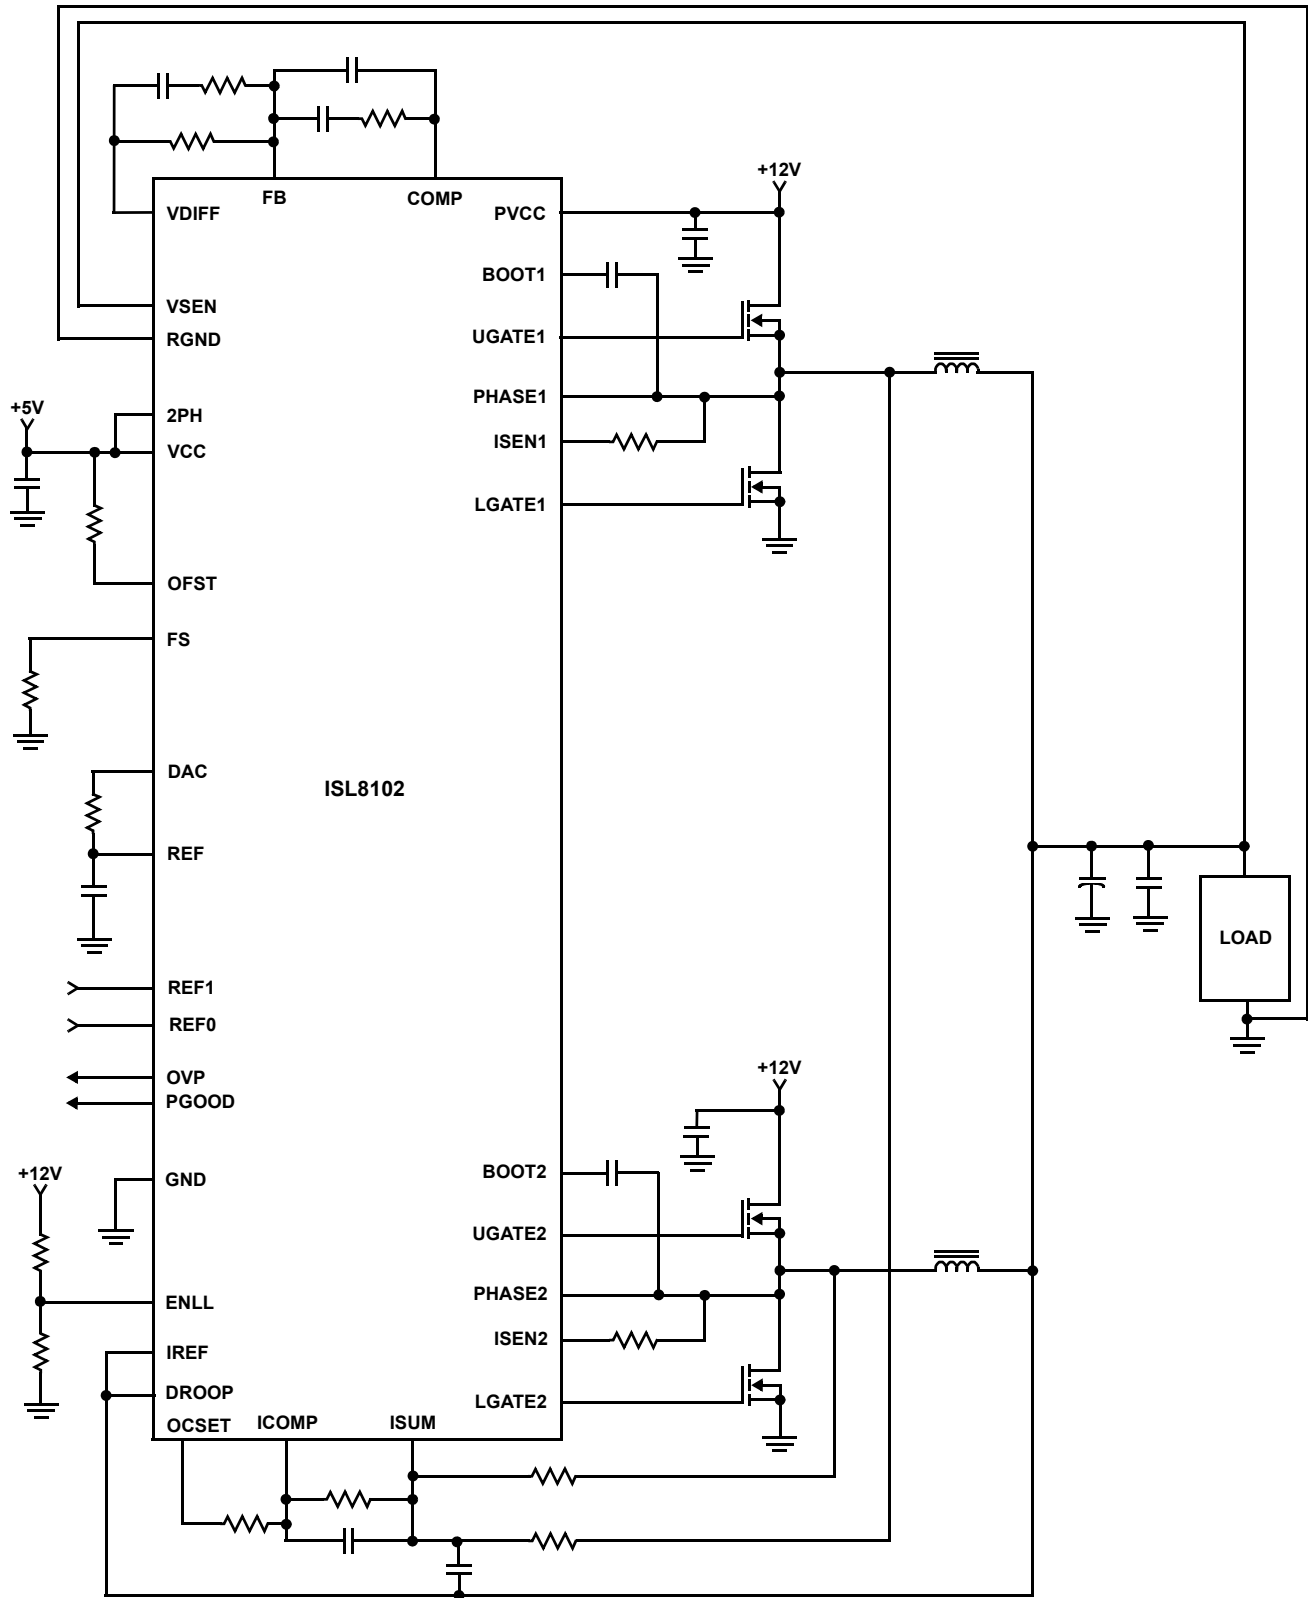 +12V
FB
COMP
VDIFF
PVCC
BOOT1
VSEN
UGATE1
RGND
PHASE1
+5V
2PH
ISEN1
VCC
LGATE1
OFST
FS
DAC
ISL8102
REF
LOAD
REF1
REF0
+12V
OVP
PGOOD
+12V
BOOT2
GND
UGATE2
PHASE2
ENLL
ISEN2
IREF
DROOP
LGATE2
OCSET
ICOMP
ISUM